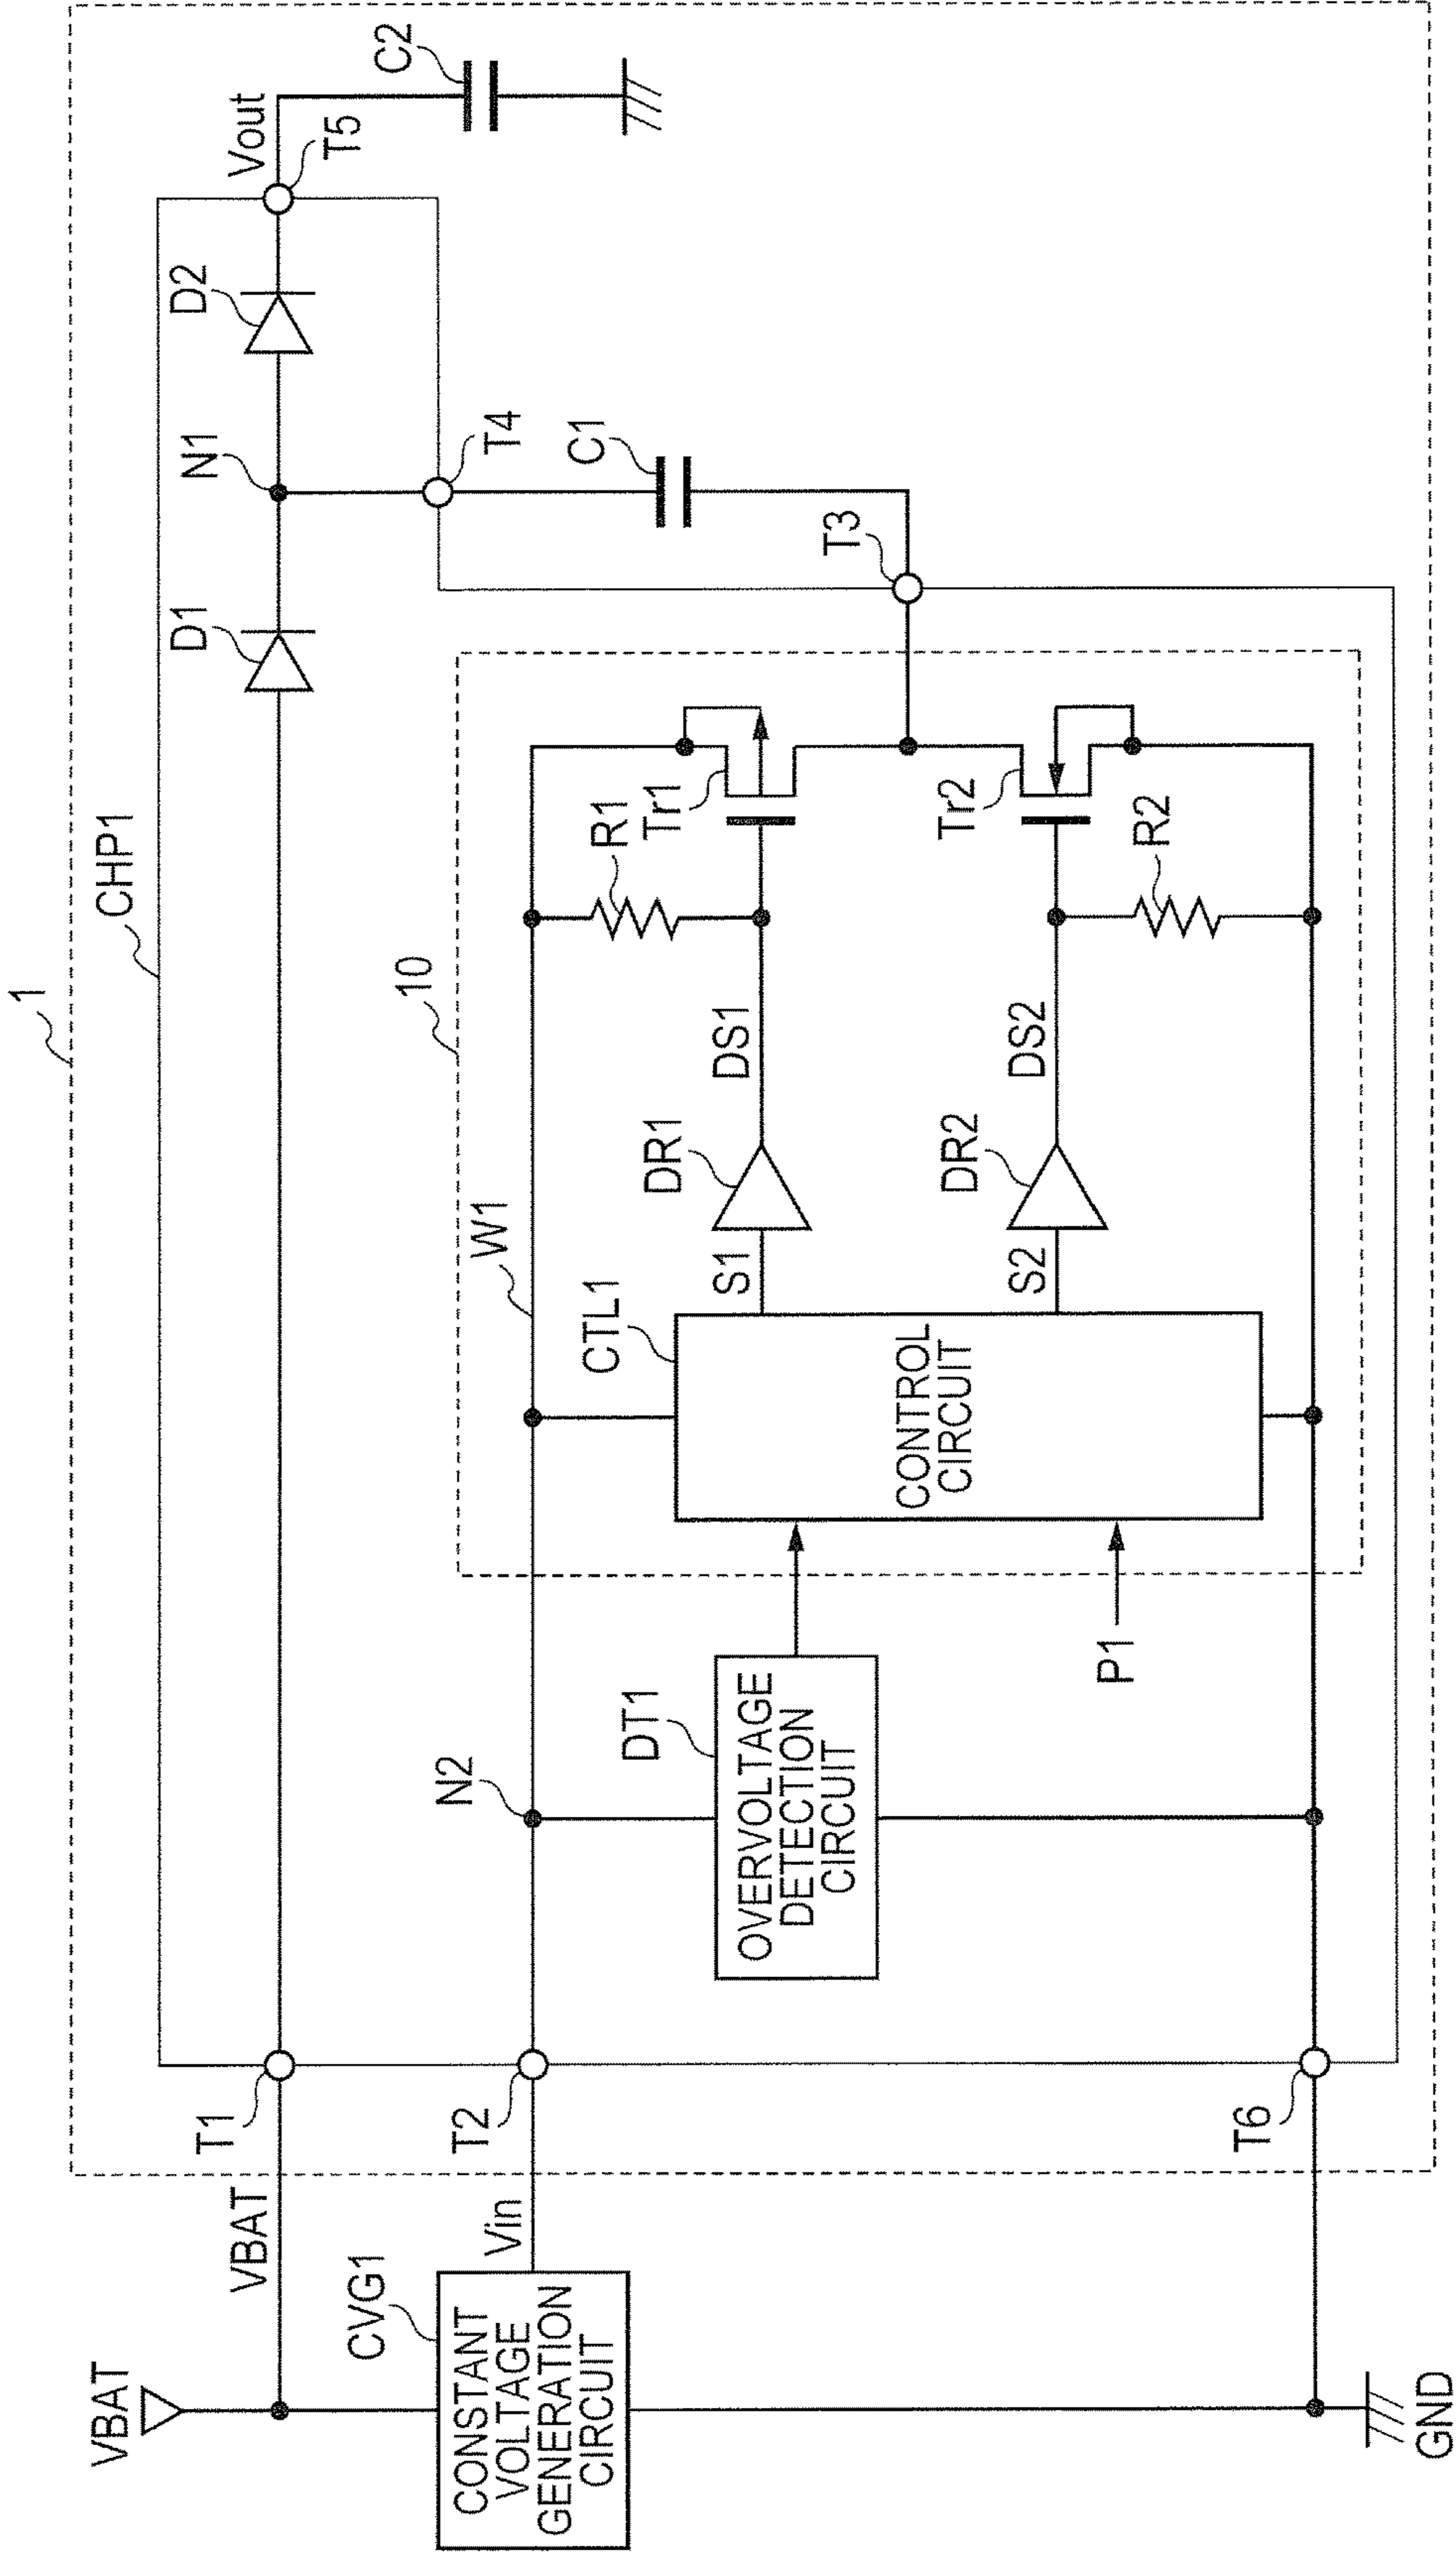 1
CHP1
VBAT
VBAT
T1
D1
N1
D2
Vout
T5
C2
CVG1
CONSTANT
VOLTAGE
GENERATION
CIRCUIT
Vin
T2
N2
W1
10
T4
C1
T3
DT1
OVERVOLTAGE
DETECTION
CIRCUIT
P1
CTL1
CONTROL
CIRCUIT
S1
DR1
DS1
R1
Tr1
S2
DR2
DS2
Tr2
R2
T6
GND